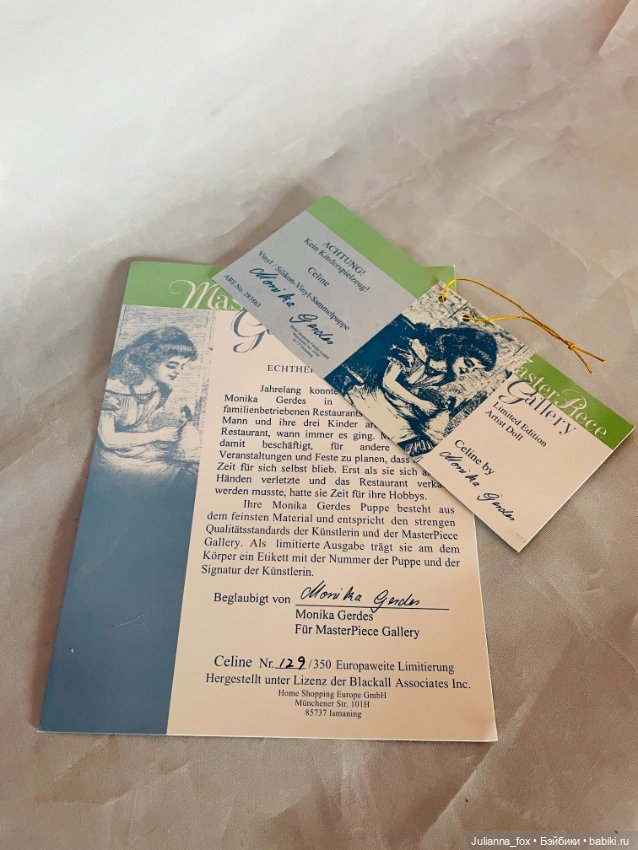 ACHTUNG!
Kein Kinderspielzeug!
Celine
Vinyl / Silikon-Vinyl-Sammelpuppe
Monika Gerdes
Master Piece
Gallery
Limited Edition
Artist Doll
Celine by
Monika Gerdes
Jahrelang
Monika Gerdes in
familienbetriebenen
Mann und ihre drei Kinder
Restaurant, wann immer es ging.
damit beschäftigt, für andere
Veranstaltungen und Feste zu planen,
Zeit für sich selbst blieb. Erst als sie sich
Händen verletzte und das Restaurant
werden musste, hatte sie Zeit für ihre Hobbys.
Ihre Monika Gerdes Puppe besteht aus
dem feinsten Material und entspricht den strengen
Qualitätsstandards der Künstlerin und der MasterPiece
Gallery. Als limitierte Ausgabe trägt sie am dem
Körper ein Etikett mit der Nummer der Puppe und der
Signatur der Künstlerin.
Beglaubigt von Monika Gerdes
Monika Gerdes
Für MasterPiece Gallery
Celine Nr. 129/350 Europaweite Limitierung
Hergestellt unter Lizenz der Blackall Associates Inc.
Home Shopping Europe GmbH
Münchener Str. 101H
85737 Ismaning
Julianna_fox • Бэйбики • babiki.ru